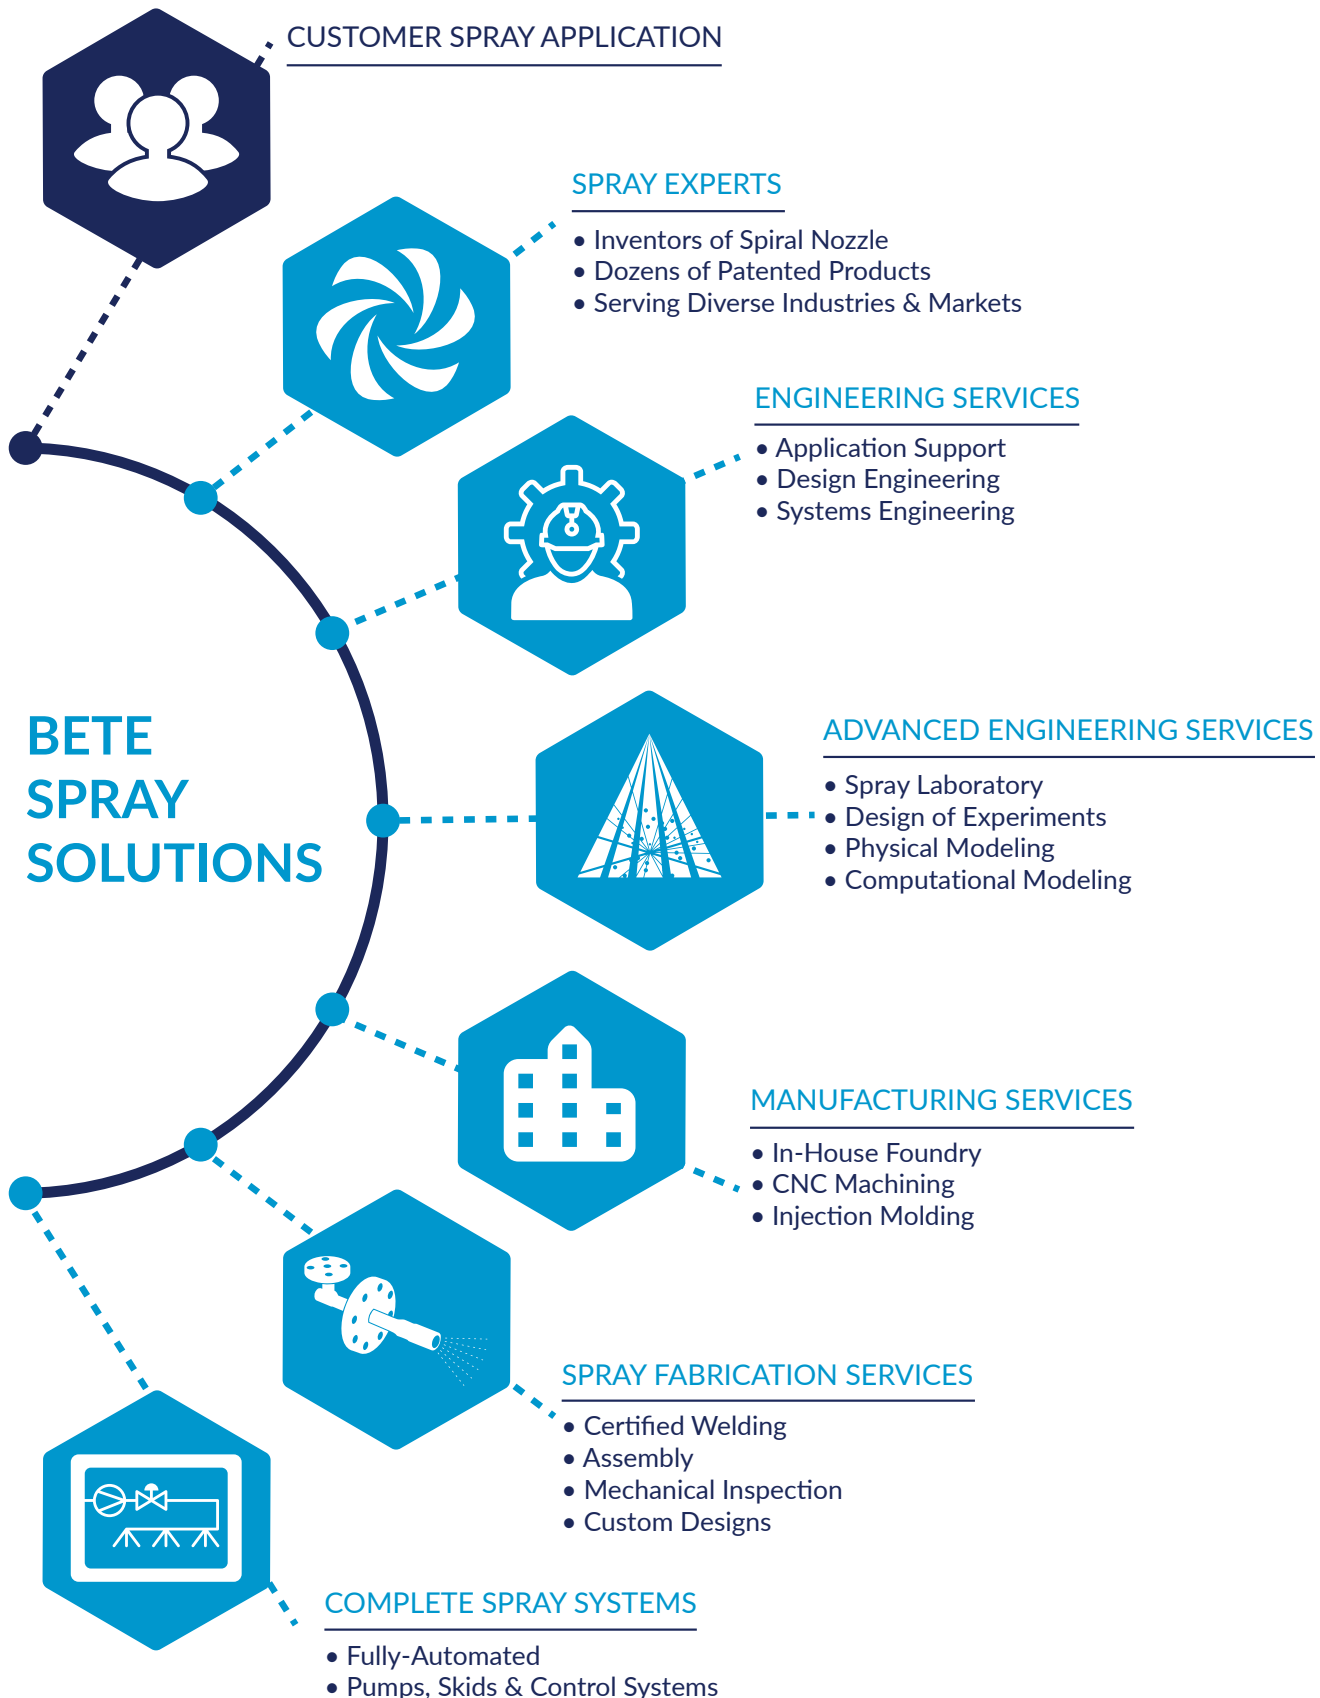 CUSTOMER SPRAY APPLICATION
SPRAY EXPERTS
• Inventors of Spiral Nozzle
• Dozens of Patented Products
• Serving Diverse Industries & Markets
ENGINEERING SERVICES
• Application Support
• Design Engineering
• Systems Engineering
BETE
SPRAY
SOLUTIONS
ADVANCED ENGINEERING SERVICES
• Spray Laboratory
• Design of Experiments
• Physical Modeling
• Computational Modeling
MANUFACTURING SERVICES
• In-House Foundry
• CNC Machining
• Injection Molding
SPRAY FABRICATION SERVICES
• Certified Welding
• Assembly
• Mechanical Inspection
• Custom Designs
COMPLETE SPRAY SYSTEMS
• Fully-Automated
• Pumps, Skids & Control Systems